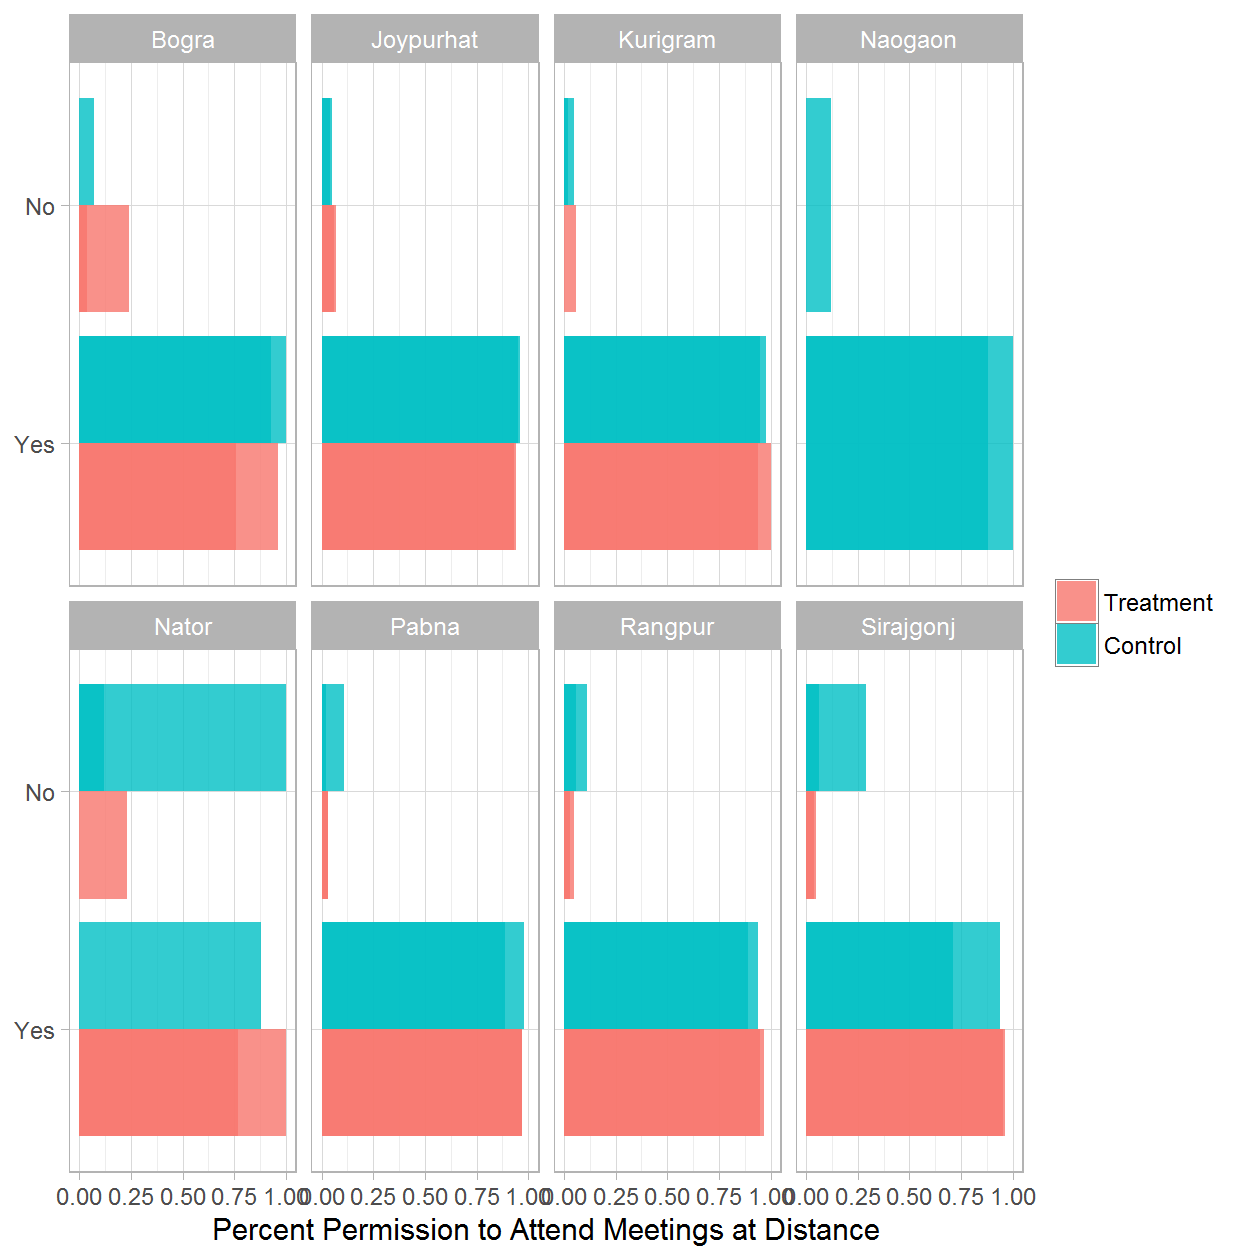 Bogra Joypurhat Kurigram Naogaon
No
Yes
Treatment
Control
Nator Pabna Rangpur Sirajgonj
No
Yes
0.00 0.25 0.50 0.75 1.00 0.00 0.25 0.50 0.75 1.00 0.00 0.25 0.50 0.75 1.00 0.00 0.25 0.50 0.75 1.00
Percent Permission to Attend Meetings at Distance